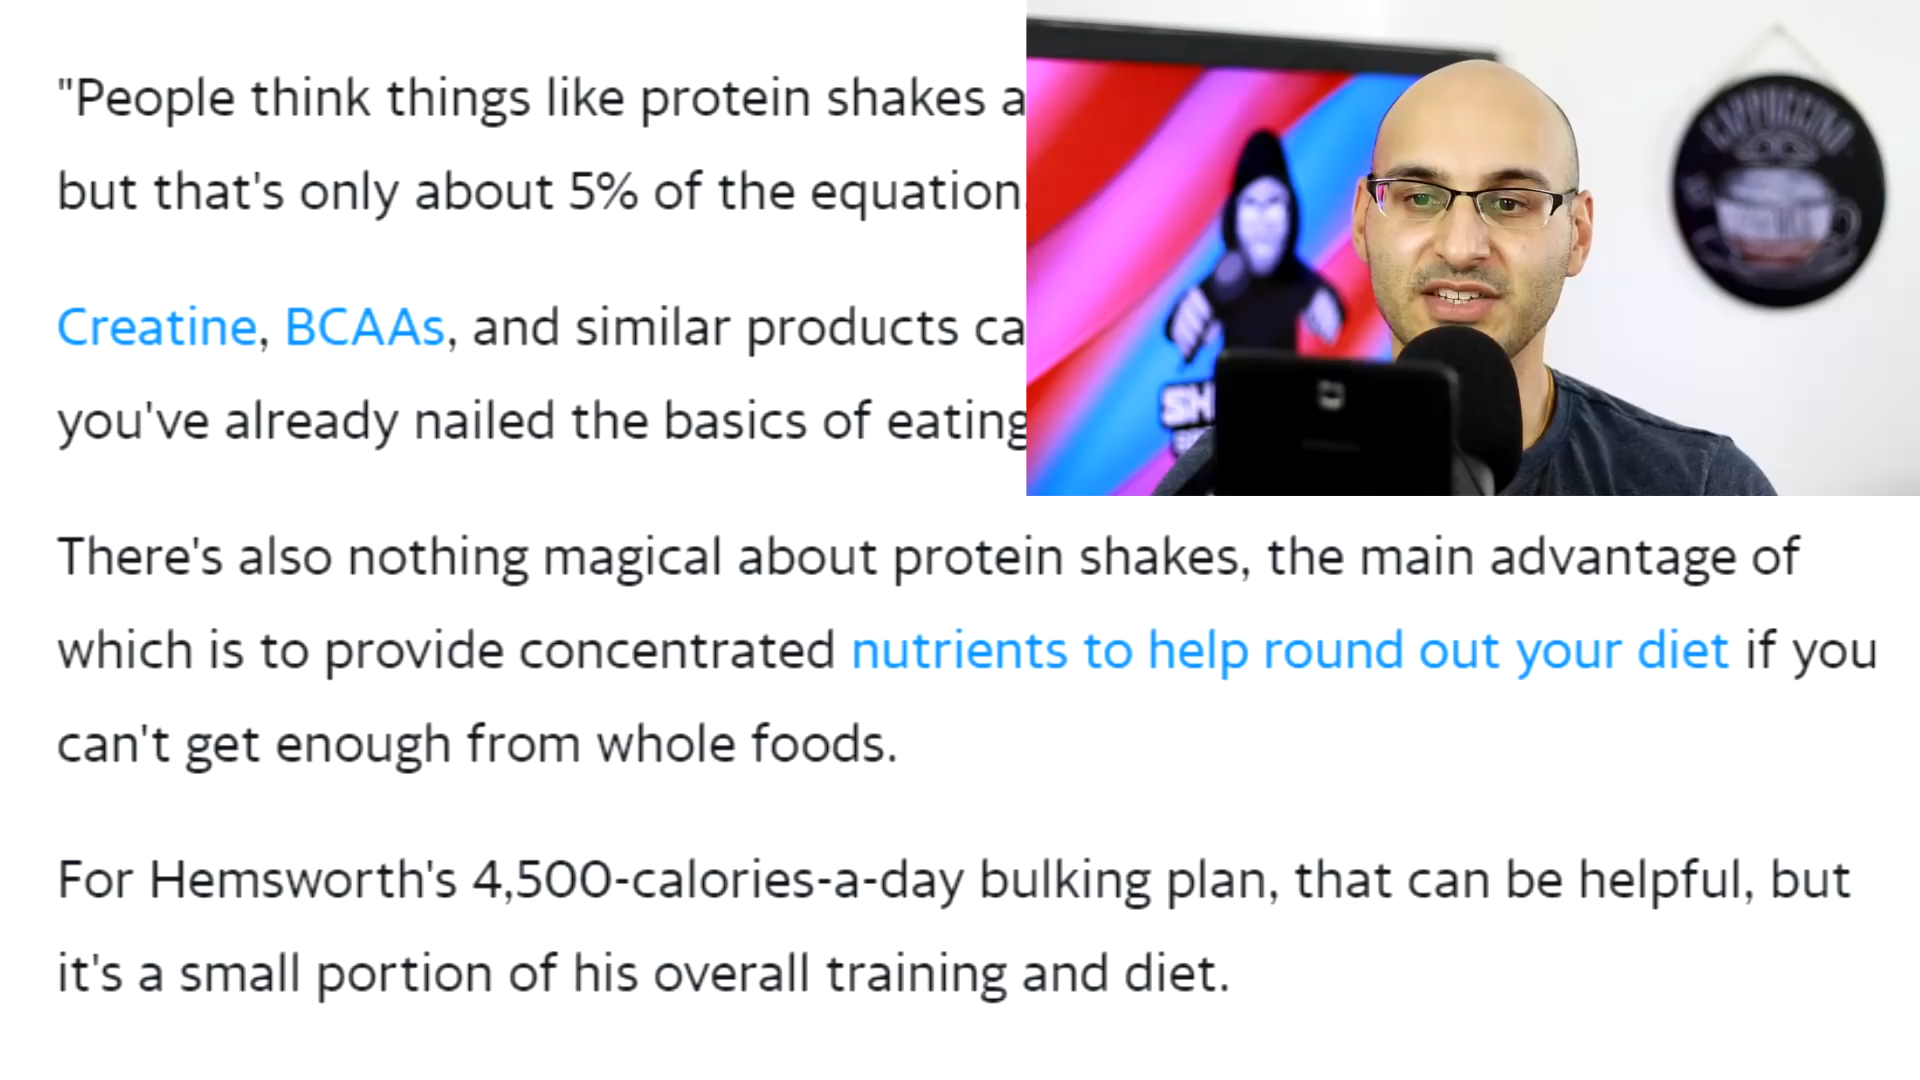 "People think things like protein shakes a
but that's only about 5% of the equation.
Creatine, BCAAs, and similar products ca
you've already nailed the basics of eating
There's also nothing magical about protein shakes, the main advantage of
which is to provide concentrated nutrients to help round out your diet if you
can't get enough from whole foods.
For Hemsworth's 4,500-calories-a-day bulking plan, that can be helpful, but
it's a small portion of his overall training and diet.
CAPPUCCINO
SH